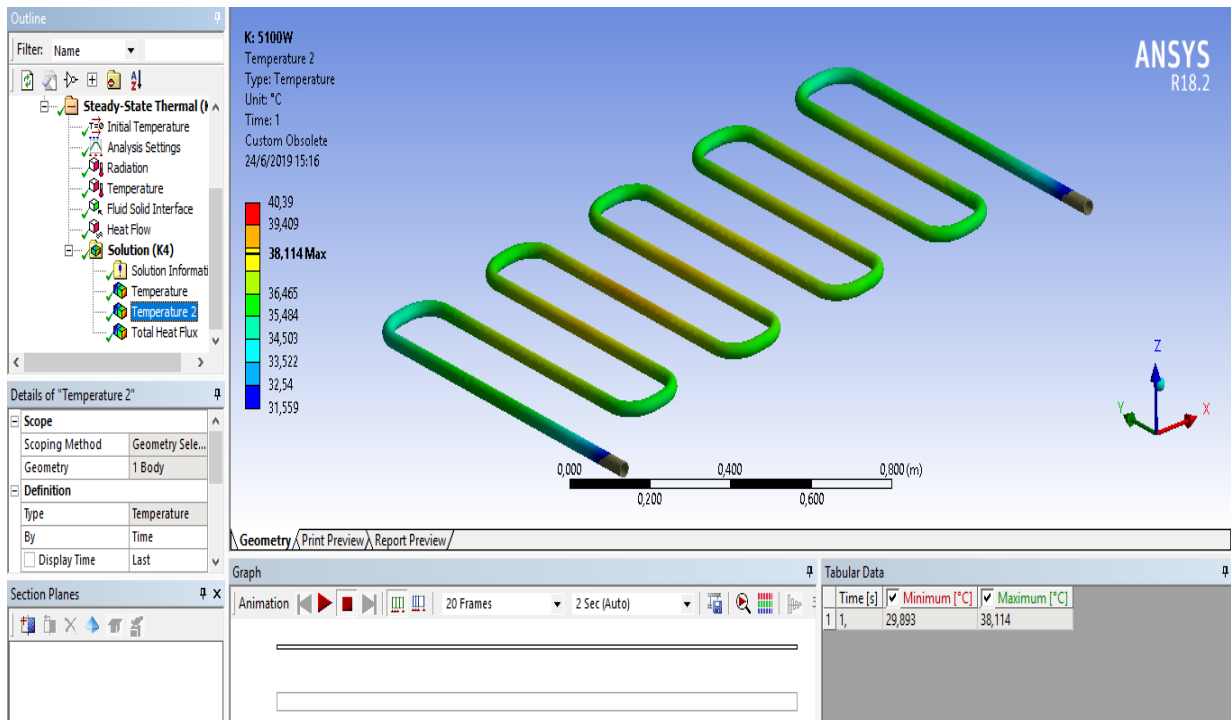 Outline
Filter: Name
Steady-State Thermal (K
Initial Temperature
Analysis Settings
Radiation
Temperature
Fluid Solid Interface
Heat Flow
Solution (K4)
Solution Informati
Temperature
Temperature 2
Total Heat Flux
Details of "Temperature 2"
Scope
Scoping Method Geometry Sele...
Geometry 1 Body
Definition
Type Temperature
By Time
Display Time Last
Section Planes
K: 5100W
Temperature 2
Type: Temperature
Unit: °C
Time: 1
Custom Obsolete
24/6/2019 15:16
40,39
39,409
38,114 Max
36,465
35,484
34,503
33,522
32,54
31,559
ANSYS
R18.2
Z
Y
X
0,000 0,400 0,800 (m)
0,200 0,600
Geometry Print Preview Report Preview
Graph
Animation 20 Frames 2 Sec (Auto)
Tabular Data
Time [s] Minimum [°C] Maximum [°C]
1 1, 29,893 38,114